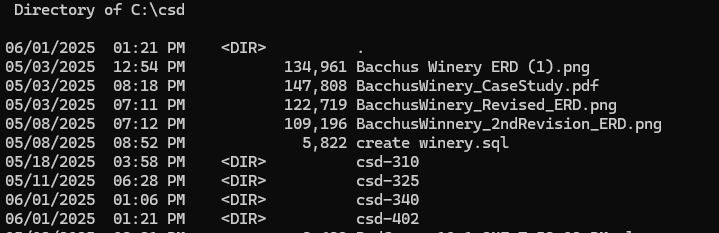 Directory of C:\csd
06/01/2025  01:21 PM    <DIR>          .
05/03/2025  12:54 PM           134,961 Bacchus Winery ERD (1).png
05/03/2025  08:18 PM           147,808 BacchusWinery_CaseStudy.pdf
05/03/2025  07:11 PM           122,719 BacchusWinery_Revised_ERD.png
05/08/2025  07:12 PM           109,196 BacchusWinnery_2ndRevision_ERD.png
05/08/2025  08:52 PM             5,822 create winery.sql
05/18/2025  03:58 PM    <DIR>          csd-310
05/11/2025  06:28 PM    <DIR>          csd-325
06/01/2025  01:06 PM    <DIR>          csd-340
06/01/2025  01:21 PM    <DIR>          csd-402